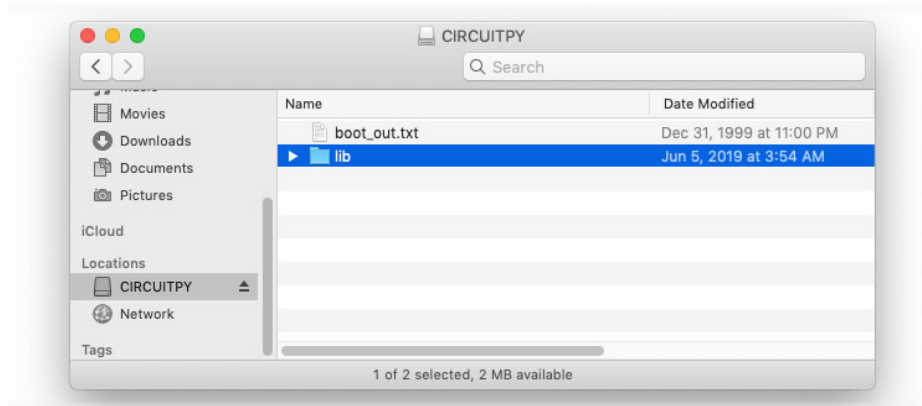 CIRCUITPY
Search
Name
Date Modified
Movies
Downloads
Documents
Pictures
iCloud
Locations
CIRCUITPY
Network
Tags
boot_out.txt
Dec 31, 1999 at 11:00 PM
lib
Jun 5, 2019 at 3:54 AM
1 of 2 selected, 2 MB available